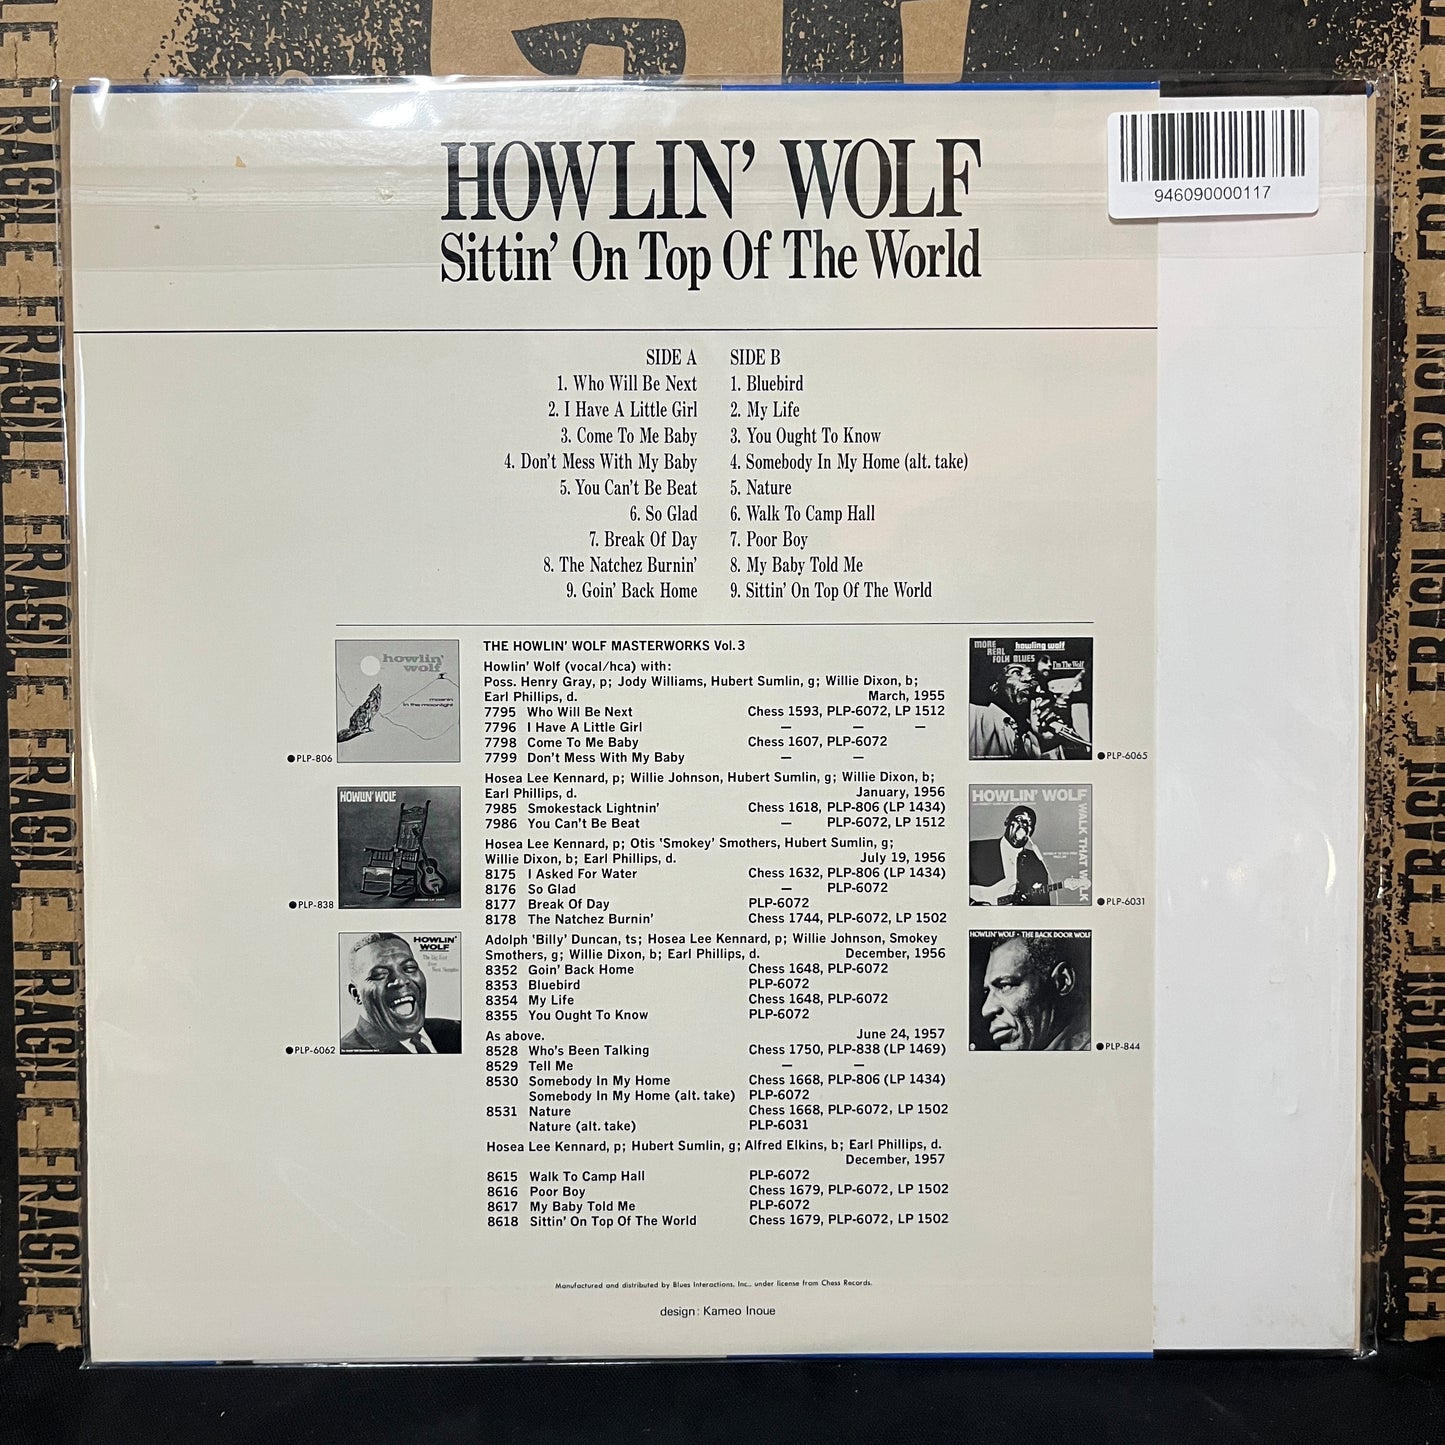 HOWLIN' WOLF
Sittin' On Top Of The World
946090000117
SIDE A
1. Who Will Be Next
2. I Have A Little Girl
3. Come To Me Baby
4. Don't Mess With My Baby
5. You Can't Be Beat
6. So Glad
7. Break Of Day
8. The Natchez Burnin'
9. Goin' Back Home
SIDE B
1. Bluebird
2. My Life
3. You Ought To Know
4. Somebody In My Home (alt. take)
5. Nature
6. Walk To Camp Hall
7. Poor Boy
8. My Baby Told Me
9. Sittin' On Top Of The World
howlin' wolf
moanin' in the moonlight
●PLP-806
HOWLIN' WOLF
●PLP-838
HOWLIN' WOLF
●PLP-6062
THE HOWLIN' WOLF MASTERWORKS Vol. 3
Howlin' Wolf (vocal/hca) with:
Poss. Henry Gray, p; Jody Williams, Hubert Sumlin, g; Willie Dixon, b;
Earl Phillips, d. March, 1955
7795 Who Will Be Next Chess 1593, PLP-6072, LP 1512
7796 I Have A Little Girl — — —
7798 Come To Me Baby Chess 1607, PLP-6072
7799 Don't Mess With My Baby — —
Hosea Lee Kennard, p; Willie Johnson, Hubert Sumlin, g; Willie Dixon, b;
Earl Phillips, d. January, 1956
7985 Smokestack Lightnin' Chess 1618, PLP-806 (LP 1434)
7986 You Can't Be Beat — PLP-6072, LP 1512
Hosea Lee Kennard, p; Otis 'Smokey' Smothers, Hubert Sumlin, g;
Willie Dixon, b; Earl Phillips, d. July 19, 1956
8175 I Asked For Water Chess 1632, PLP-806 (LP 1434)
8176 So Glad — PLP-6072
8177 Break Of Day PLP-6072
8178 The Natchez Burnin' Chess 1744, PLP-6072, LP 1502
Adolph 'Billy' Duncan, ts; Hosea Lee Kennard, p; Willie Johnson, Smokey
Smothers, g; Willie Dixon, b; Earl Phillips, d. December, 1956
8352 Goin' Back Home Chess 1648, PLP-6072
8353 Bluebird PLP-6072
8354 My Life Chess 1648, PLP-6072
8355 You Ought To Know PLP-6072
As above. June 24, 1957
8528 Who's Been Talking Chess 1750, PLP-838 (LP 1469)
8529 Tell Me — —
8530 Somebody In My Home Chess 1668, PLP-806 (LP 1434)
Somebody In My Home (alt. take) PLP-6072
8531 Nature Chess 1668, PLP-6072, LP 1502
Nature (alt. take) PLP-6031
Hosea Lee Kennard, p; Hubert Sumlin, g; Alfred Elkins, b; Earl Phillips, d.
December, 1957
8615 Walk To Camp Hall PLP-6072
8616 Poor Boy Chess 1679, PLP-6072, LP 1502
8617 My Baby Told Me PLP-6072
8618 Sittin' On Top Of The World Chess 1679, PLP-6072, LP 1502
MORE REAL FOLK BLUES
howling wolf
I'm The Wolf
●PLP-6065
HOWLIN' WOLF
WALK THAT WALK
●PLP-6031
HOWLIN' WOLF • THE BACK DOOR WOLF
●PLP-844
Manufactured and distributed by Blues Interactions, Inc., under license from Chess Records.
design: Kameo Inoue
FRAGILE FRAGILE FRAGILE FRAGILE FRAGILE
FRAGILE FRAGILE FRAGILE FRAGILE FRAGILE